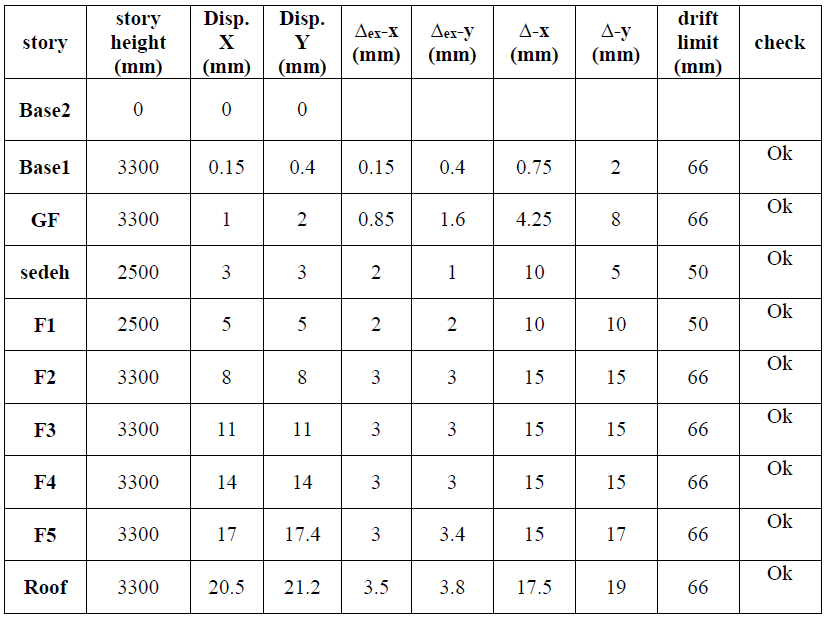 story story height (mm) Disp. X (mm) Disp. Y (mm) Δex-x (mm) Δex-y (mm) Δ-x (mm) Δ-y (mm) drift limit (mm) check
Base2 0 0 0
Base1 3300 0.15 0.4 0.15 0.4 0.75 2 66 Ok
GF 3300 1 2 0.85 1.6 4.25 8 66 Ok
sedeh 2500 3 3 2 1 10 5 50 Ok
F1 2500 5 5 2 2 10 10 50 Ok
F2 3300 8 8 3 3 15 15 66 Ok
F3 3300 11 11 3 3 15 15 66 Ok
F4 3300 14 14 3 3 15 15 66 Ok
F5 3300 17 17.4 3 3.4 15 17 66 Ok
Roof 3300 20.5 21.2 3.5 3.8 17.5 19 66 Ok